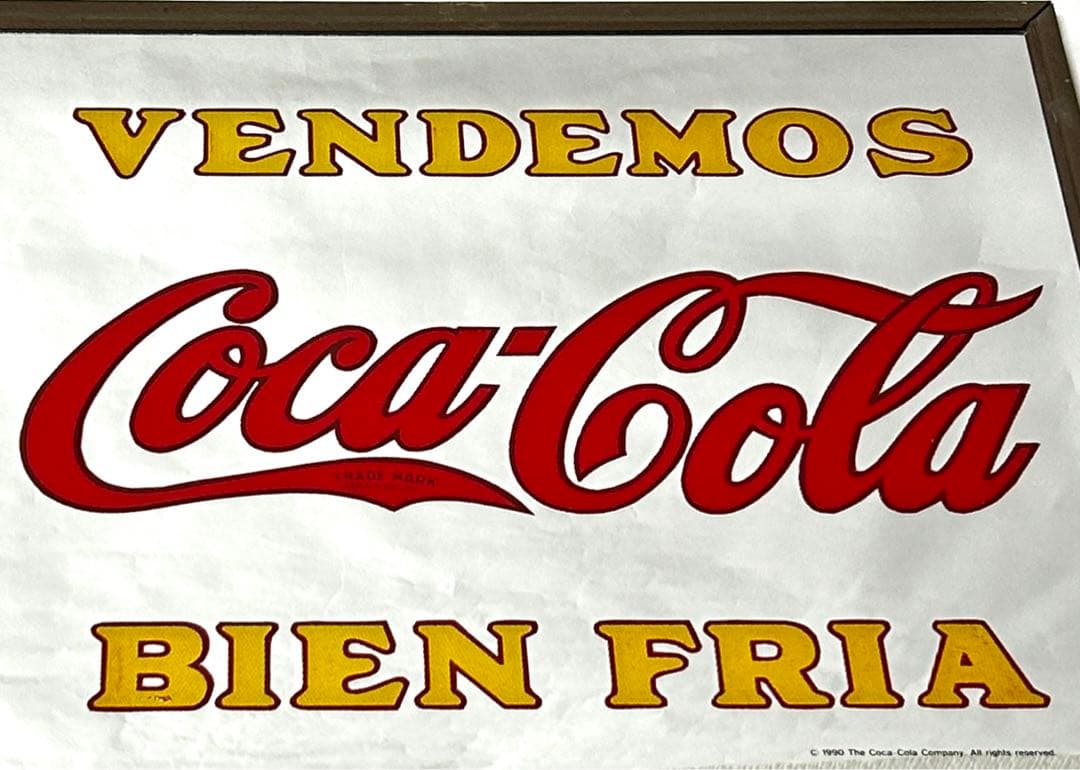 VENDEMOS
Coca-Cola
TRADE MARK
BIEN FRIA
© 1990 The Coca-Cola Company. All rights reserved.